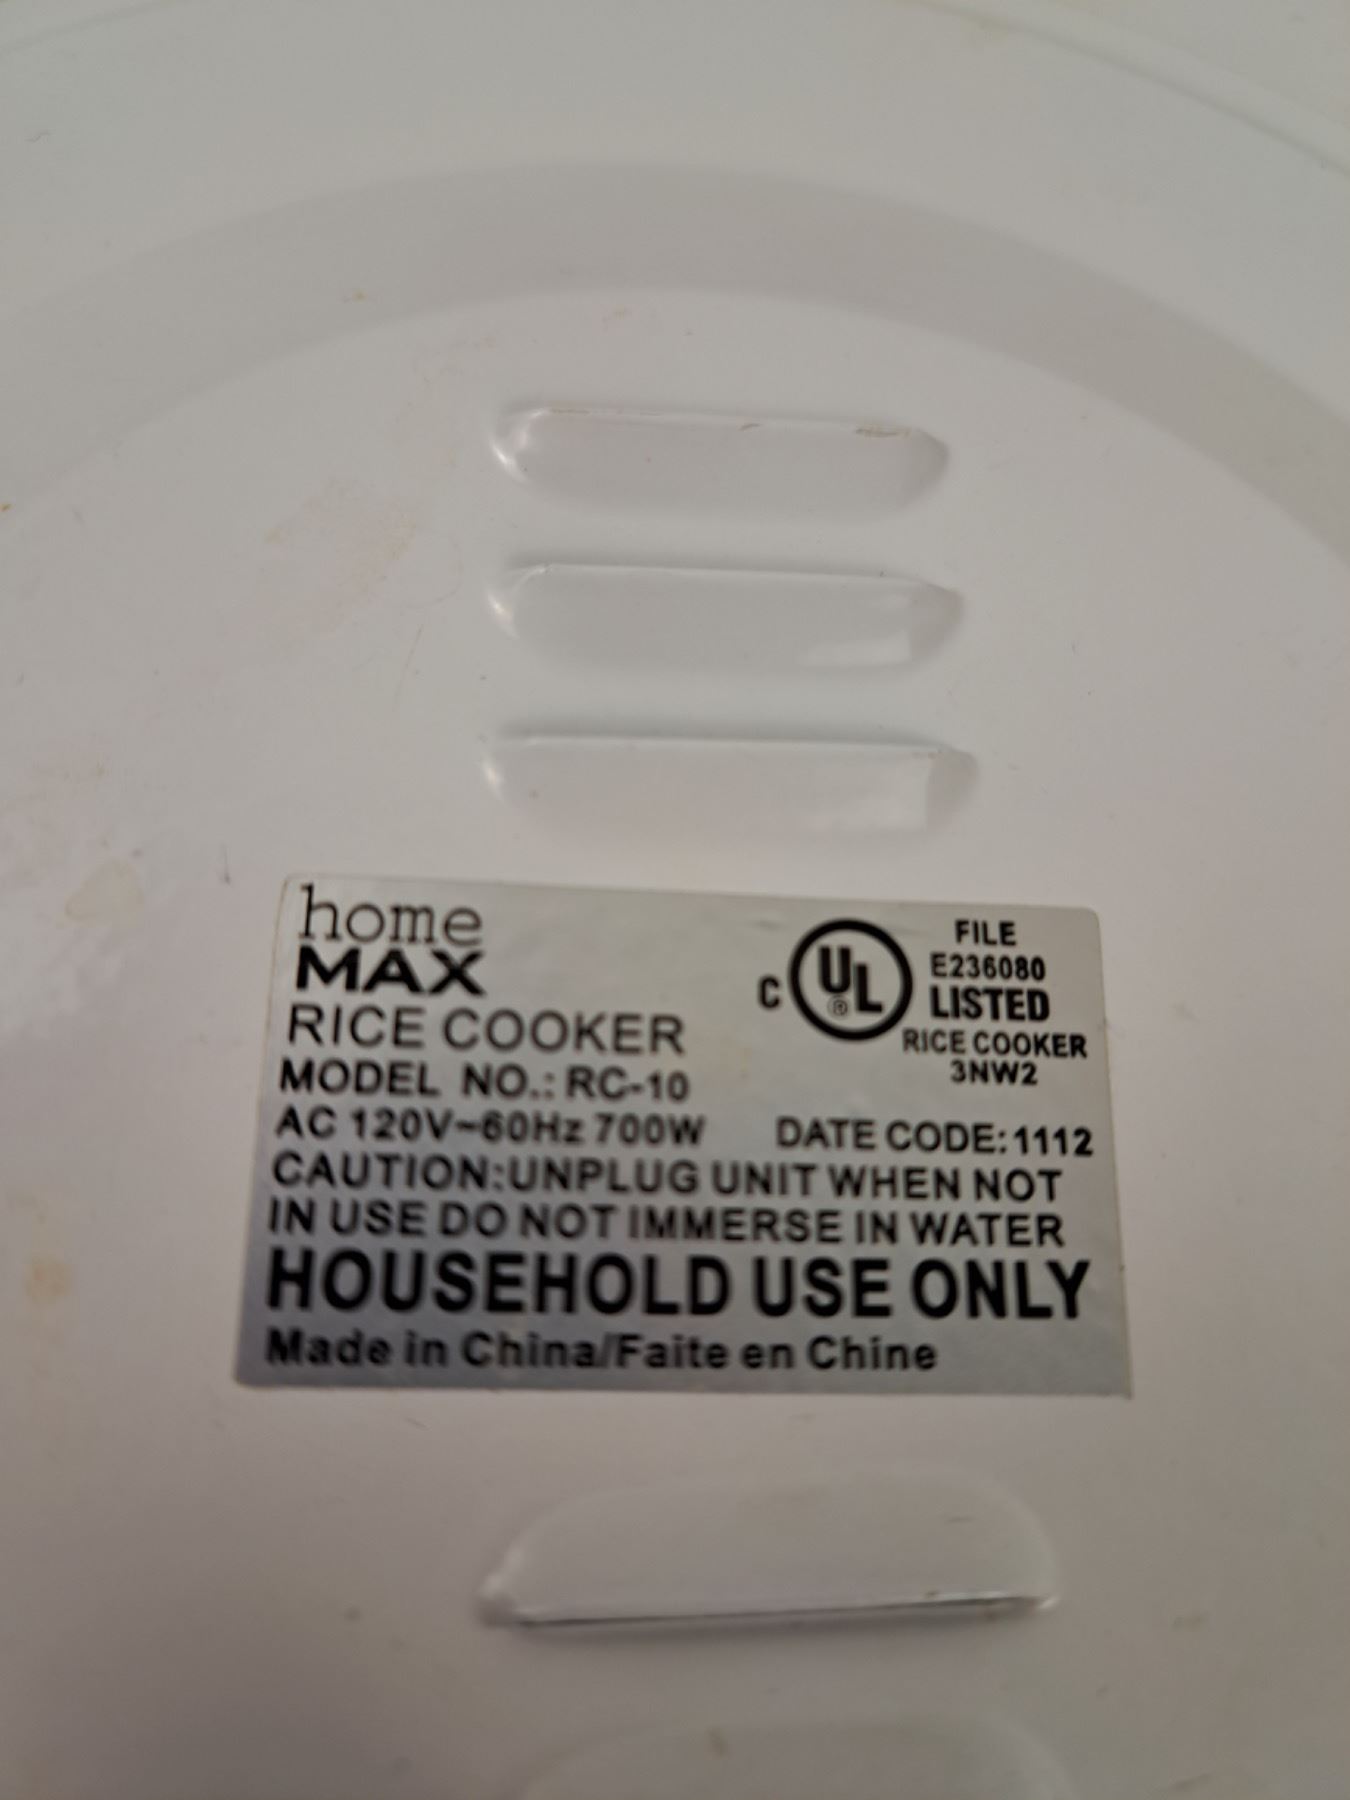 home
MAX
RICE COOKER
MODEL NO.: RC-10
AC 120V~60Hz 700W
C UL ®
FILE
E236080
LISTED
RICE COOKER
3NW2
DATE CODE: 1112
CAUTION:UNPLUG UNIT WHEN NOT
IN USE DO NOT IMMERSE IN WATER
HOUSEHOLD USE ONLY
Made in China/Faite en Chine